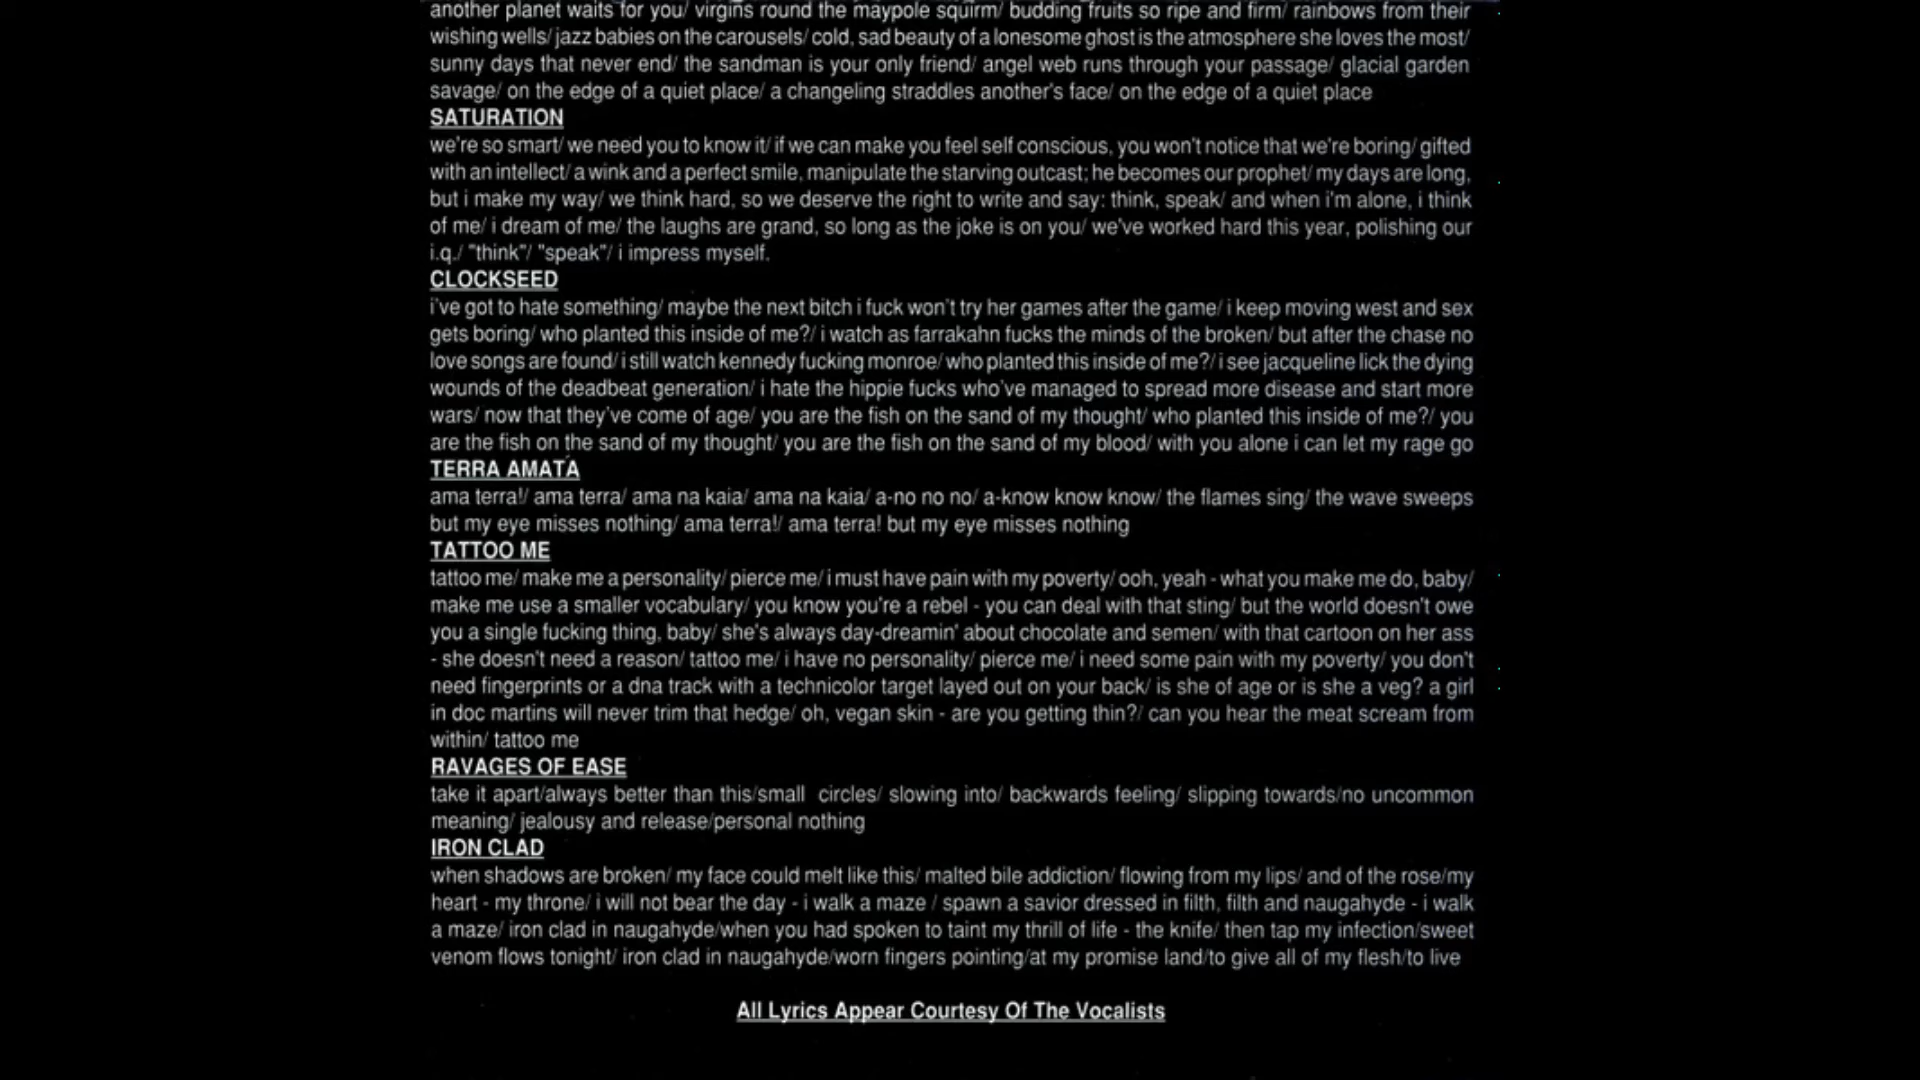 another planet waits for you/ virgins round the maypole squirm/ budding fruits so ripe and firm/ rainbows from their
wishing wells/ jazz babies on the carousels/ cold, sad beauty of a lonesome ghost is the atmosphere she loves the most/
sunny days that never end/ the sandman is your only friend/ angel web runs through your passage/ glacial garden
savage/ on the edge of a quiet place/ a changeling straddles another's face/ on the edge of a quiet place
SATURATION
we're so smart/ we need you to know it/ if we can make you feel self conscious, you won't notice that we're boring/ gifted
with an intellect/ a wink and a perfect smile, manipulate the starving outcast; he becomes our prophet/ my days are long,
but i make my way/ we think hard, so we deserve the right to write and say: think, speak/ and when i'm alone, i think
of me/ i dream of me/ the laughs are grand, so long as the joke is on you/ we've worked hard this year, polishing our
i.q./ "think"/ "speak"/ i impress myself.
CLOCKSEED
i've got to hate something/ maybe the next bitch i fuck won't try her games after the game/ i keep moving west and sex
gets boring/ who planted this inside of me?/ i watch as farrakahn fucks the minds of the broken/ but after the chase no
love songs are found/ i still watch kennedy fucking monroe/ who planted this inside of me?/ i see jacqueline lick the dying
wounds of the deadbeat generation/ i hate the hippie fucks who've managed to spread more disease and start more
wars/ now that they've come of age/ you are the fish on the sand of my thought/ who planted this inside of me?/ you
are the fish on the sand of my thought/ you are the fish on the sand of my blood/ with you alone i can let my rage go
TERRA AMATA
ama terra!/ ama terra/ ama na kaia/ ama na kaia/ a-no no no/ a-know know know/ the flames sing/ the wave sweeps
but my eye misses nothing/ ama terra!/ ama terra! but my eye misses nothing
TATTOO ME
tattoo me/ make me a personality/ pierce me/ i must have pain with my poverty/ ooh, yeah - what you make me do, baby/
make me use a smaller vocabulary/ you know you're a rebel - you can deal with that sting/ but the world doesn't owe
you a single fucking thing, baby/ she's always day-dreamin' about chocolate and semen/ with that cartoon on her ass
- she doesn't need a reason/ tattoo me/ i have no personality/ pierce me/ i need some pain with my poverty/ you don't
need fingerprints or a dna track with a technicolor target layed out on your back/ is she of age or is she a veg? a girl
in doc martins will never trim that hedge/ oh, vegan skin - are you getting thin?/ can you hear the meat scream from
within/ tattoo me
RAVAGES OF EASE
take it apart/always better than this/small circles/ slowing into/ backwards feeling/ slipping towards/no uncommon
meaning/ jealousy and release/personal nothing
IRON CLAD
when shadows are broken/ my face could melt like this/ malted bile addiction/ flowing from my lips/ and of the rose/my
heart - my throne/ i will not bear the day - i walk a maze / spawn a savior dressed in filth, filth and naugahyde - i walk
a maze/ iron clad in naugahyde/when you had spoken to taint my thrill of life - the knife/ then tap my infection/sweet
venom flows tonight/ iron clad in naugahyde/worn fingers pointing/at my promise land/to give all of my flesh/to live
All Lyrics Appear Courtesy Of The Vocalists